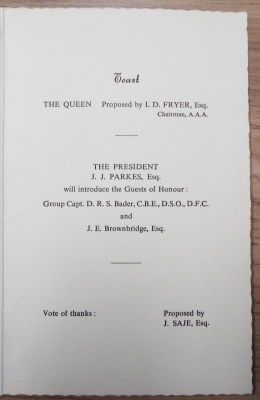 Toast
THE QUEEN Proposed by I. D. FRYER, Esq.
Chairman, A.A.A.
THE PRESIDENT
J. J. PARKES, Esq.
will introduce the Guests of Honour :
Group Capt. D. R. S. Bader, C.B.E., D.S.O., D.F.C.
and
J. E. Brownbridge, Esq.
Vote of thanks : Proposed by
J. SAJE, Esq.